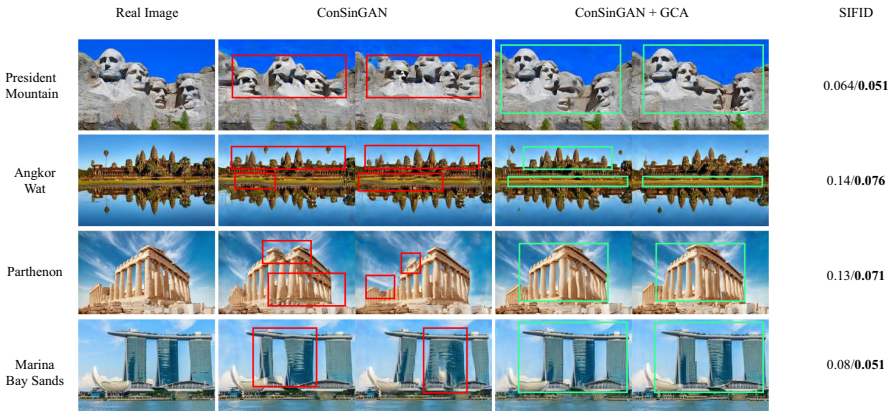 Real Image
ConSinGAN
ConSinGAN + GCA
SIFID
President
Mountain
0.064/0.051
Angkor
Wat
0.14/0.076
Parthenon
0.13/0.071
Marina
Bay Sands
0.08/0.051